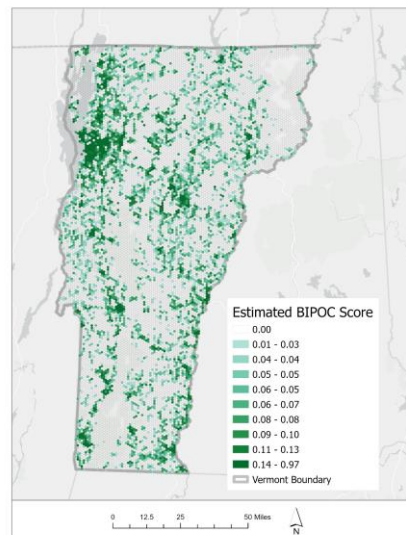 Estimated BIPOC Score
0.00
0.01 - 0.03
0.04 - 0.04
0.05 - 0.05
0.06 - 0.05
0.06 - 0.07
0.08 - 0.08
0.09 - 0.10
0.11 - 0.13
0.14 - 0.97
Vermont Boundary
0 12.5 25 50 Miles
N